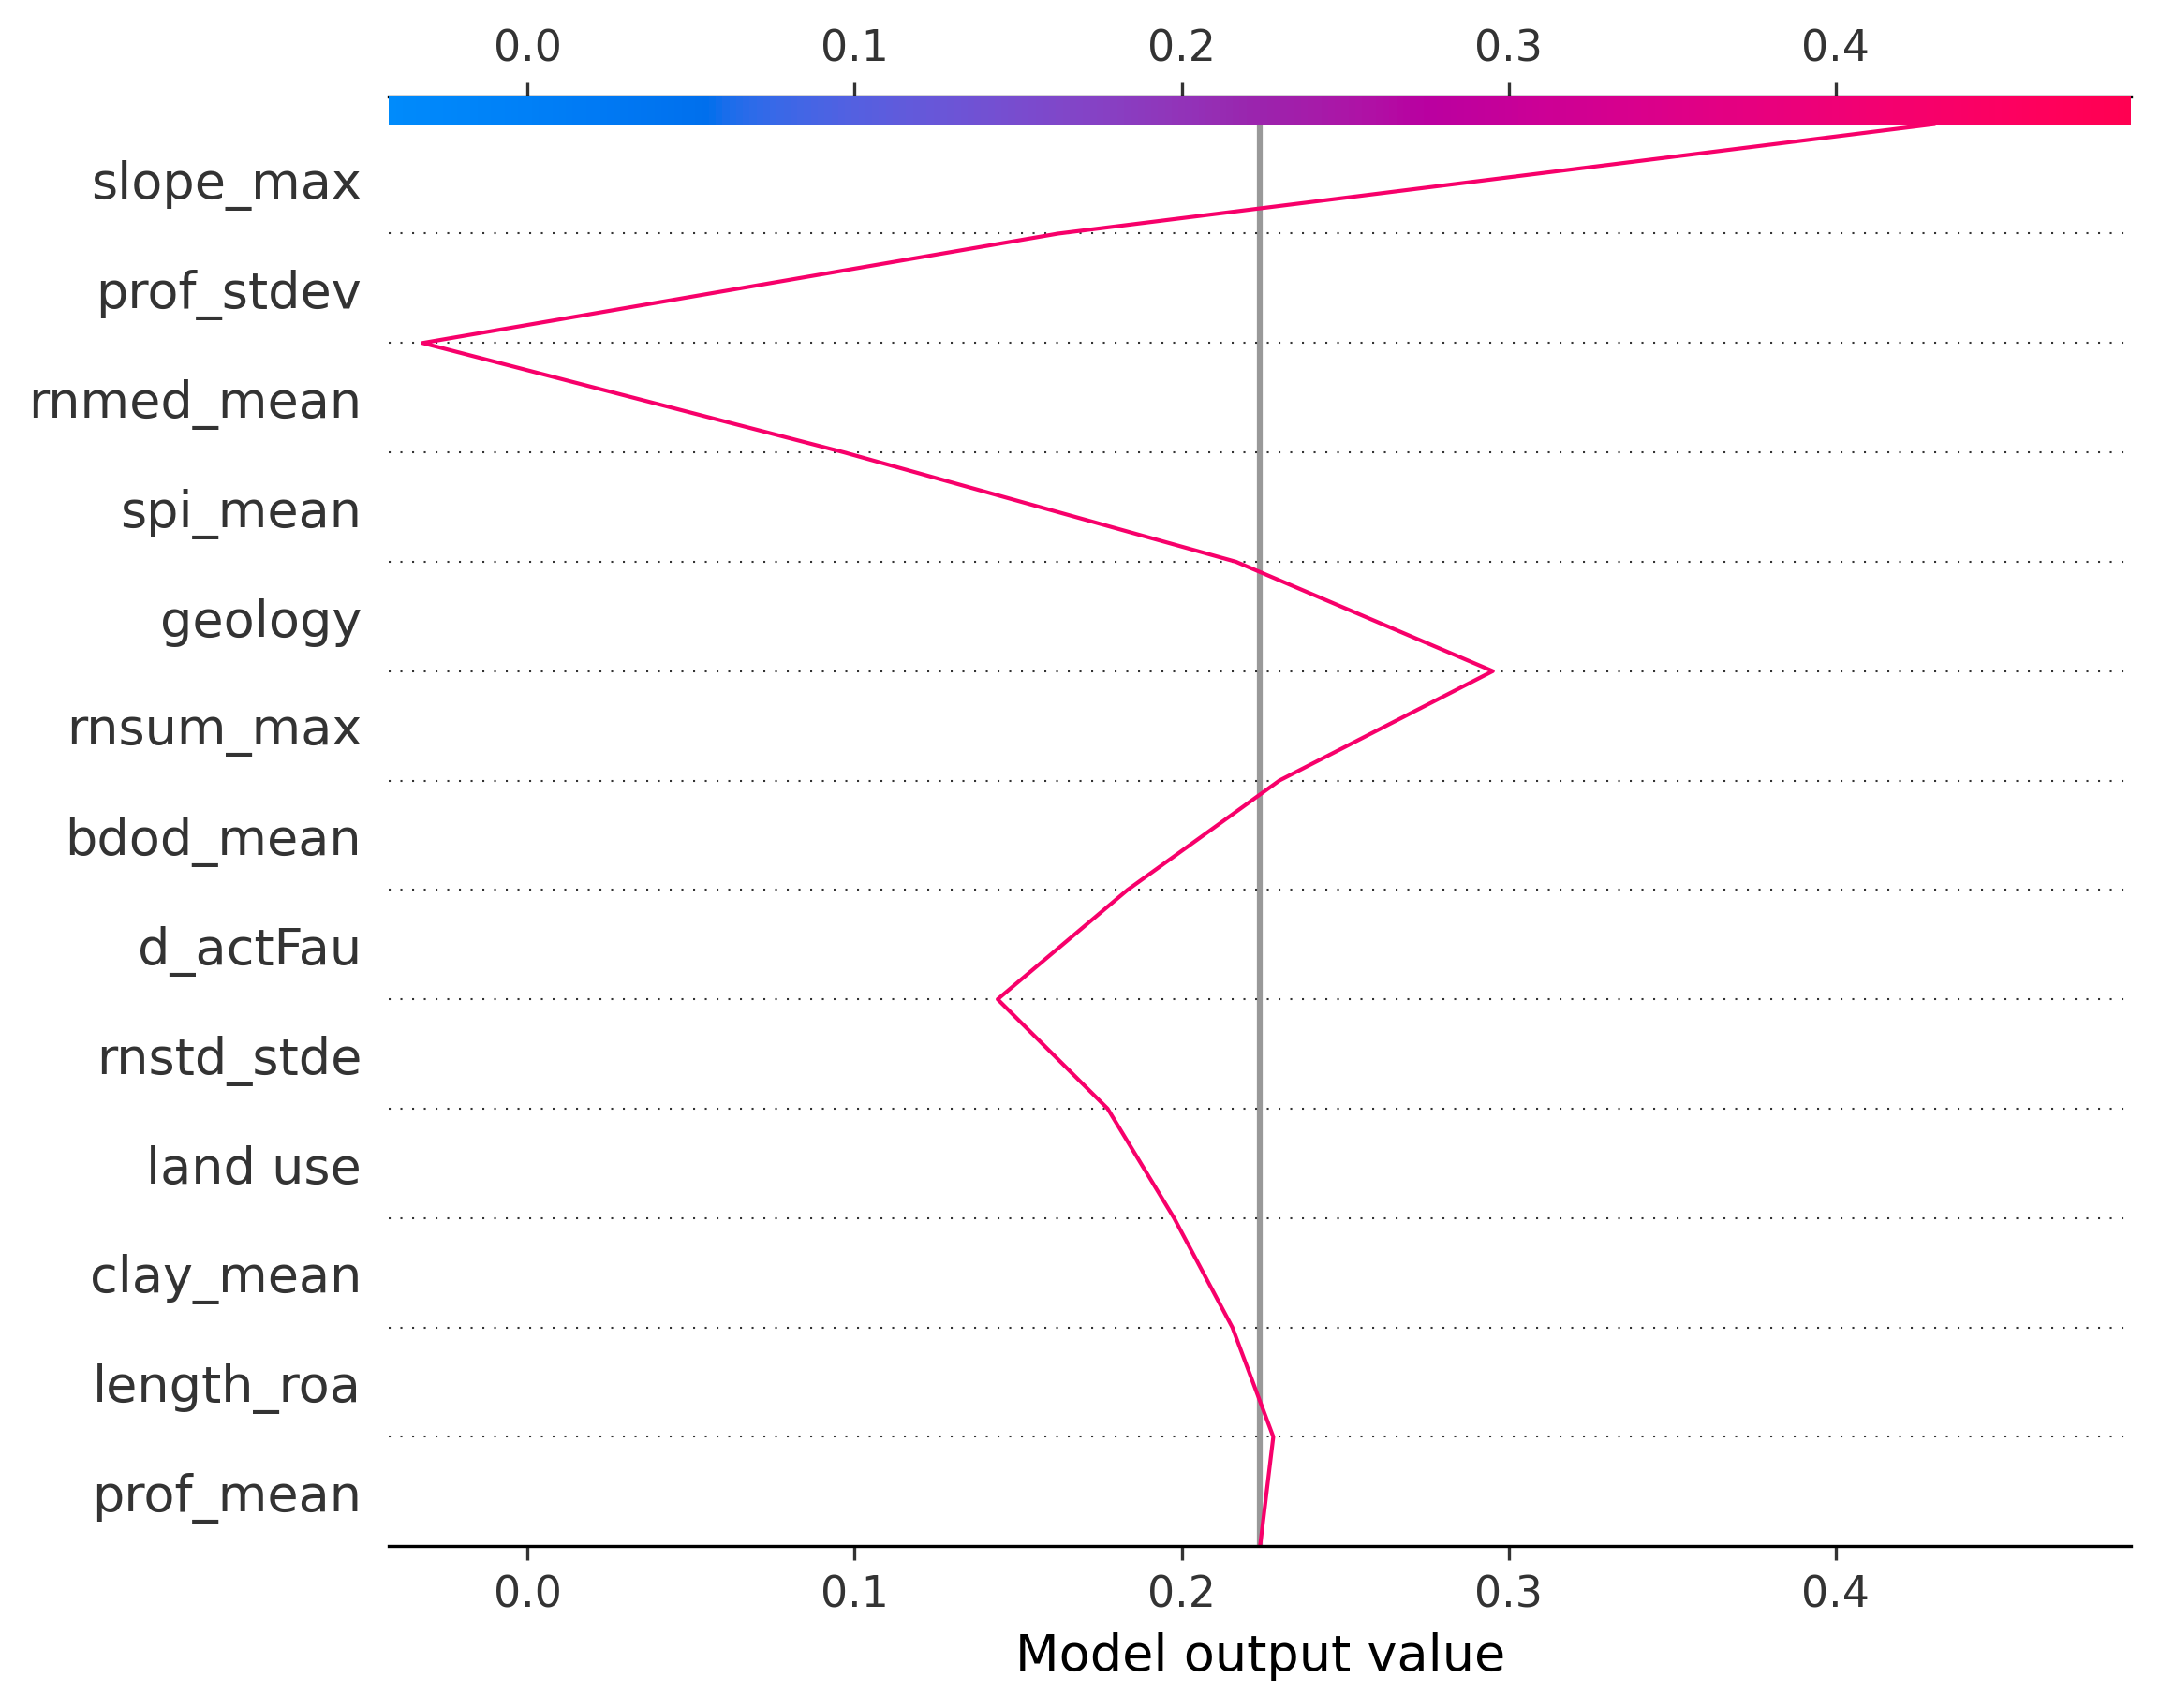 0.0 0.1 0.2 0.3 0.4
slope_max
prof_stdev
rnmed_mean
spi_mean
geology
rnsum_max
bdod_mean
d_actFau
rnstd_stde
land use
clay_mean
length_roa
prof_mean
0.0 0.1 0.2 0.3 0.4
Model output value